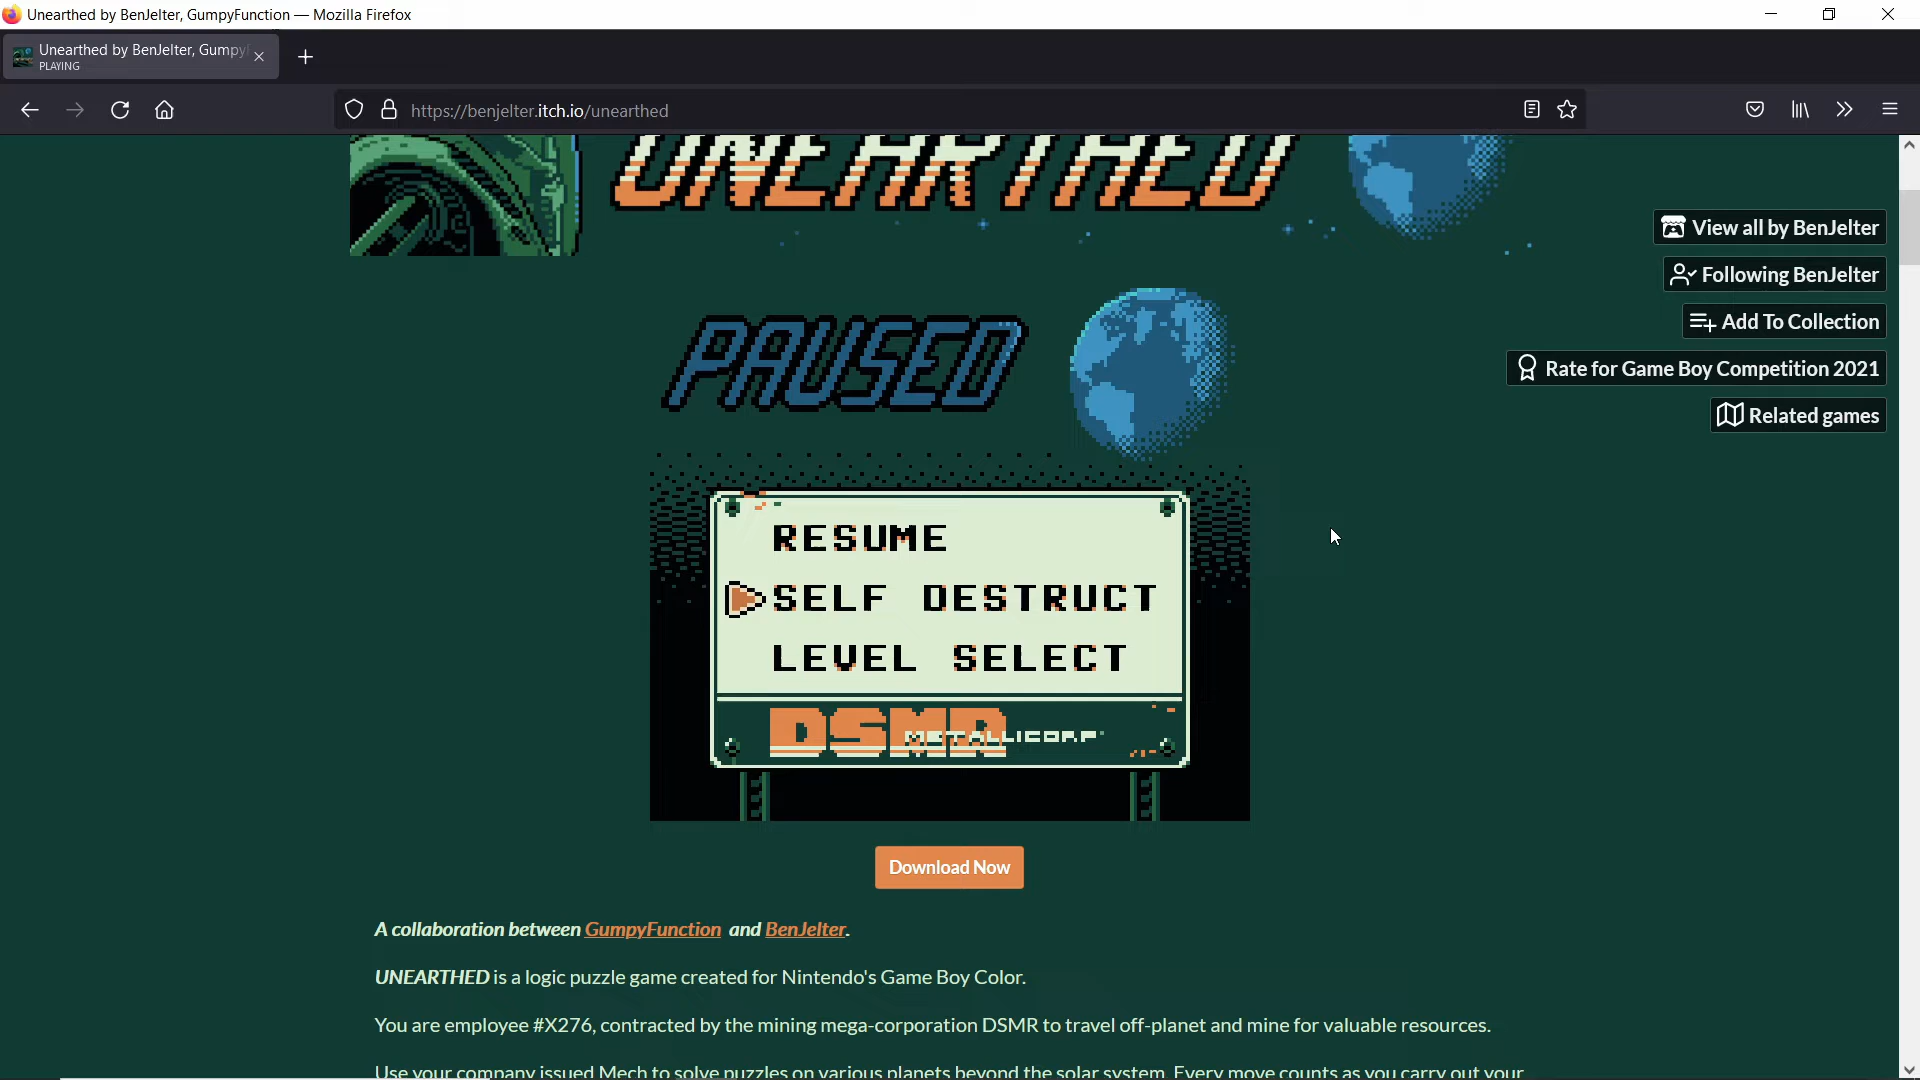 Unearthed by BenJelter, GumpyFunction — Mozilla Firefox
Unearthed by BenJelter, Gumpy
PLAYING
https://benjelter.itch.io/unearthed
UNEARTHED
View all by BenJelter
Following BenJelter
Add To Collection
Rate for Game Boy Competition 2021
Related games
PAUSED
RESUME
SELF DESTRUCT
LEVEL SELECT
DSMR METALLICORP
Download Now
A collaboration between GumpyFunction and BenJelter.
UNEARTHED is a logic puzzle game created for Nintendo's Game Boy Color.
You are employee #X276, contracted by the mining mega-corporation DSMR to travel off-planet and mine for valuable resources.
Use your company issued Mech to solve puzzles on various planets beyond the solar system. Every move counts as you carry out your